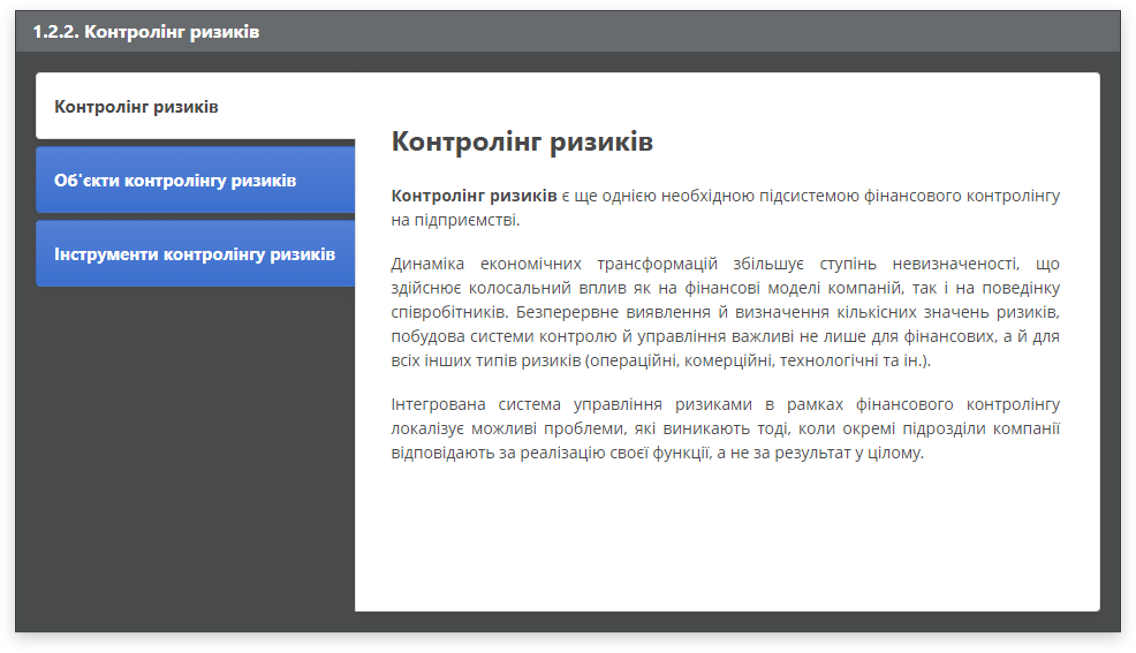 1.2.2. Контролінг ризиків
Контролінг ризиків
Об'єкти контролінгу ризиків
Інструменти контролінгу ризиків
Контролінг ризиків
Контролінг ризиків є ще однією необхідною підсистемою фінансового контролінгу
на підприємстві.
Динаміка економічних трансформацій збільшує ступінь невизначеності, що
здійснює колосальний вплив як на фінансові моделі компаній, так і на поведінку
співробітників. Безперервне виявлення й визначення кількісних значень ризиків,
побудова системи контролю й управління важливі не лише для фінансових, а й для
всіх інших типів ризиків (операційні, комерційні, технологічні та ін.).
Інтегрована система управління ризиками в рамках фінансового контролінгу
локалізує можливі проблеми, які виникають тоді, коли окремі підрозділи компанії
відповідають за реалізацію своєї функції, а не за результат у цілому.